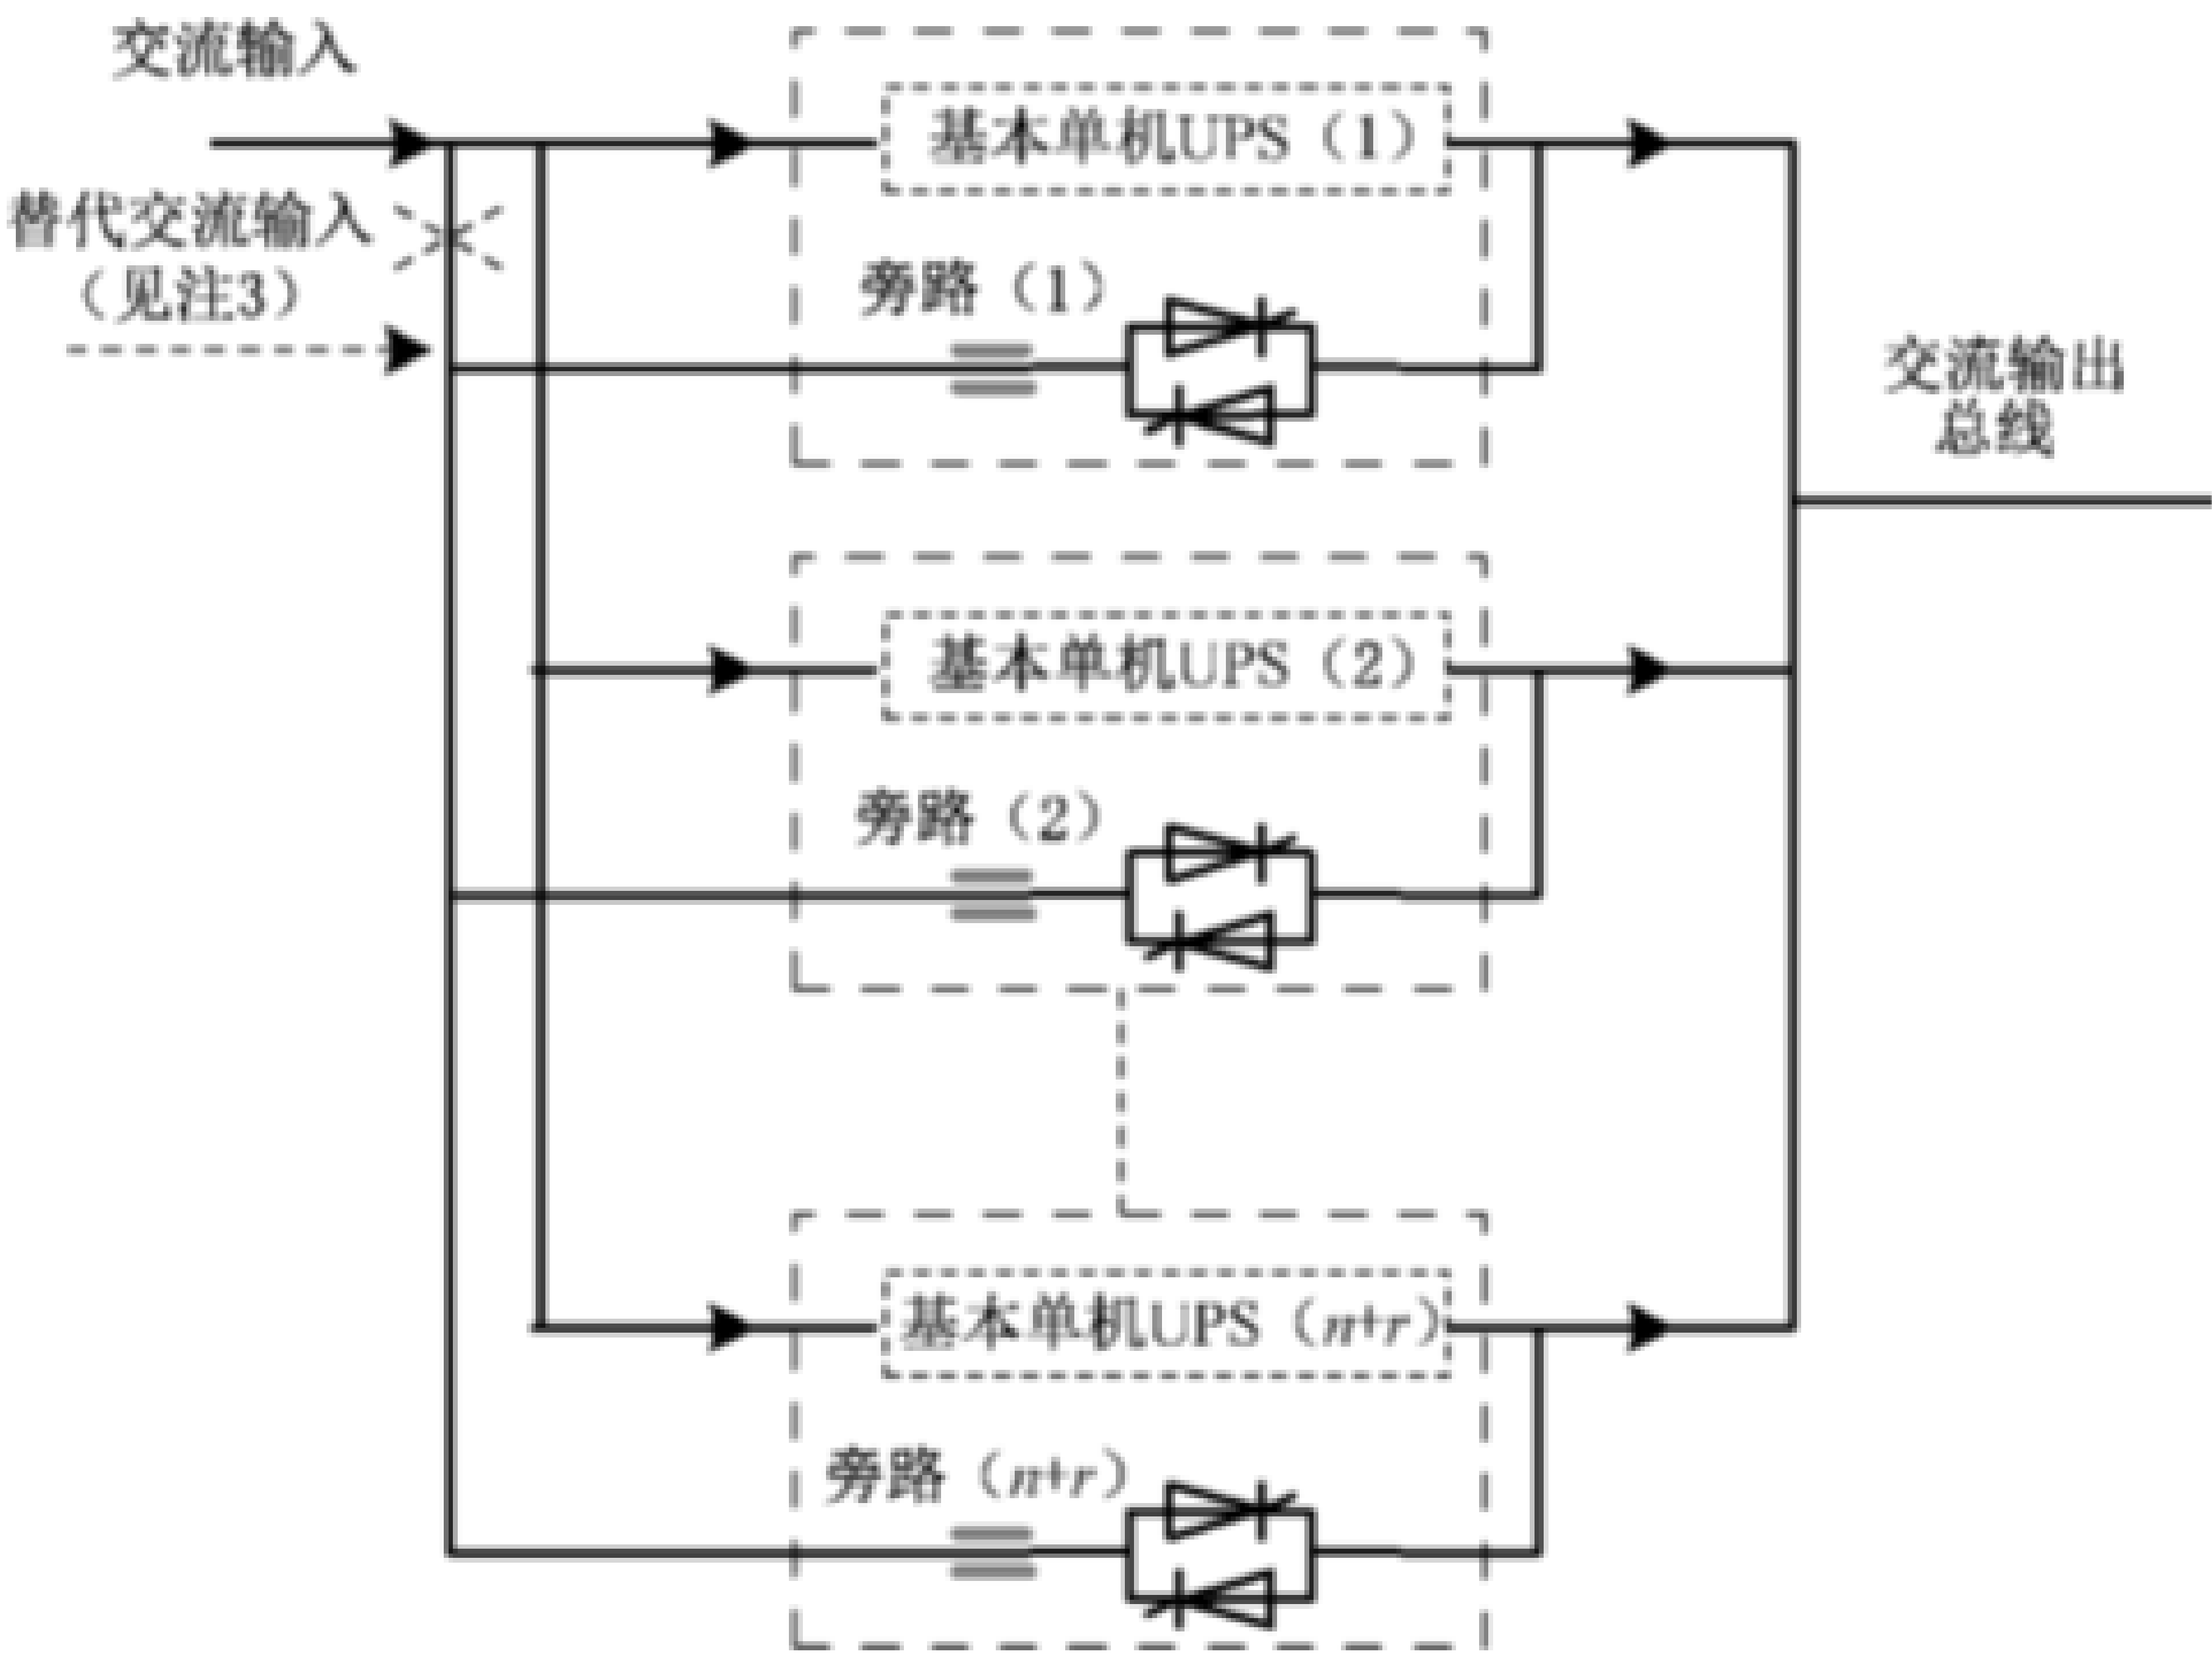 交流输入
基本单机UPS（1）
替代交流输入
（见注3）
旁路（1）
交流输出
总线
基本单机UPS（2）
旁路（2）
基本单机UPS（n+r）
旁路（n+r）